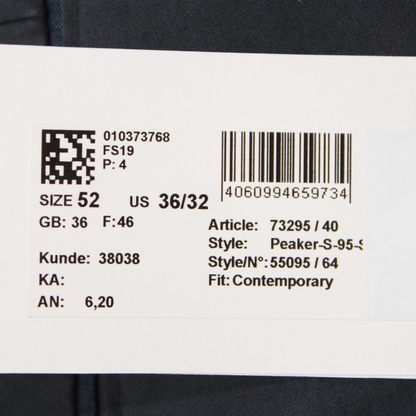 010373768
FS19
P: 4
4060994659734
SIZE 52 US 36/32
GB: 36 F:46
Article: 73295 / 40
Style: Peaker-S-95-S
Kunde: 38038
Style/N°: 55095 / 64
KA:
Fit: Contemporary
AN: 6,20